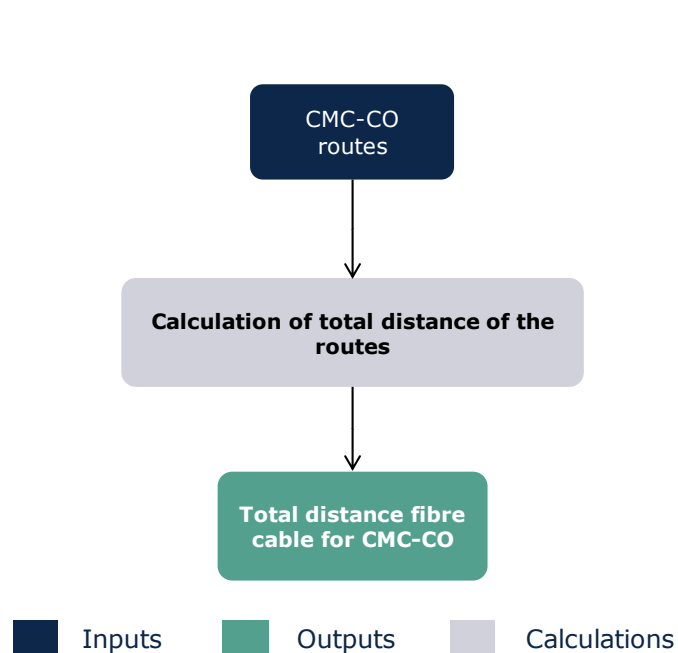 CMC-CO
routes
Calculation of total distance of the
routes
Total distance fibre
cable for CMC-CO
Inputs
Outputs
Calculations